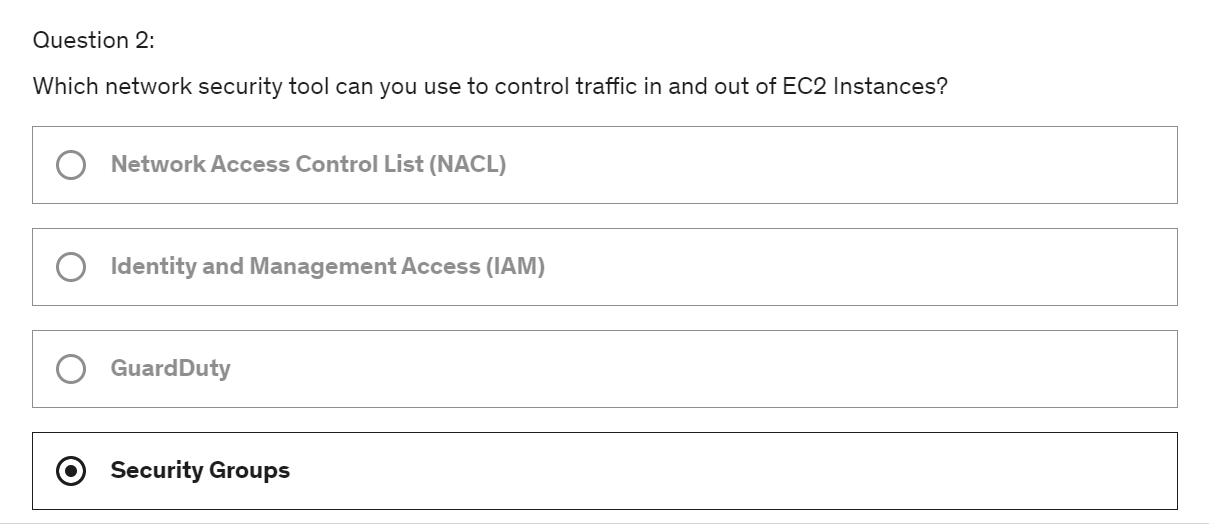 Question 2:
Which network security tool can you use to control traffic in and out of EC2 Instances?
Network Access Control List (NACL)
Identity and Management Access (IAM)
GuardDuty
Security Groups